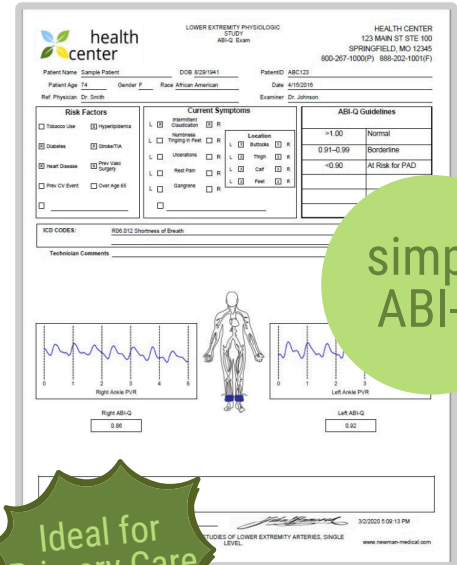 health
center
LOWER EXTREMITY PHYSIOLOGIC
STUDY
ABI-Q Exam
HEALTH CENTER
123 MAIN ST STE 100
SPRINGFIELD, MO 12345
800-267-1000(P) 888-202-1001(F)
Patient Name Sample Patient DOB 8/29/1941 PatientID ABC123
Patient Age 74 Gender F Race African American Date 4/15/2016
Ref. Physician Dr. Smith Examiner Dr. Johnson
Risk Factors
Tobacco Use X Hyperlipidemia
X Diabetes X Stroke/TIA
X Heart Disease X Prev Vasc Surgery
Prev CV Event Over Age 65
Current Symptoms
L X Intermittent Claudication X R
L Numbness Tingling in Feet R
L Ulcerations R
L Rest Pain R
L Gangrene R
Location
L X Buttocks X R
L X Thigh X R
L X Calf X R
L X Feet X R
ABI-Q Guidelines
>1.00 Normal
0.91-0.99 Borderline
<0.90 At Risk for PAD
ICD CODES: R06.012 Shortness of Breath
Technician Comments
simp
ABI-
0 1 2 3 4 5
Right Ankle PVR
0 1 2 3
Left Ankle PVR
Right ABI-Q
0.86
Left ABI-Q
0.92
3/2/2020 5:09:13 PM
STUDIES OF LOWER EXTREMITY ARTERIES, SINGLE
LEVEL.
www.newman-medical.com
Ideal for
Primary Care